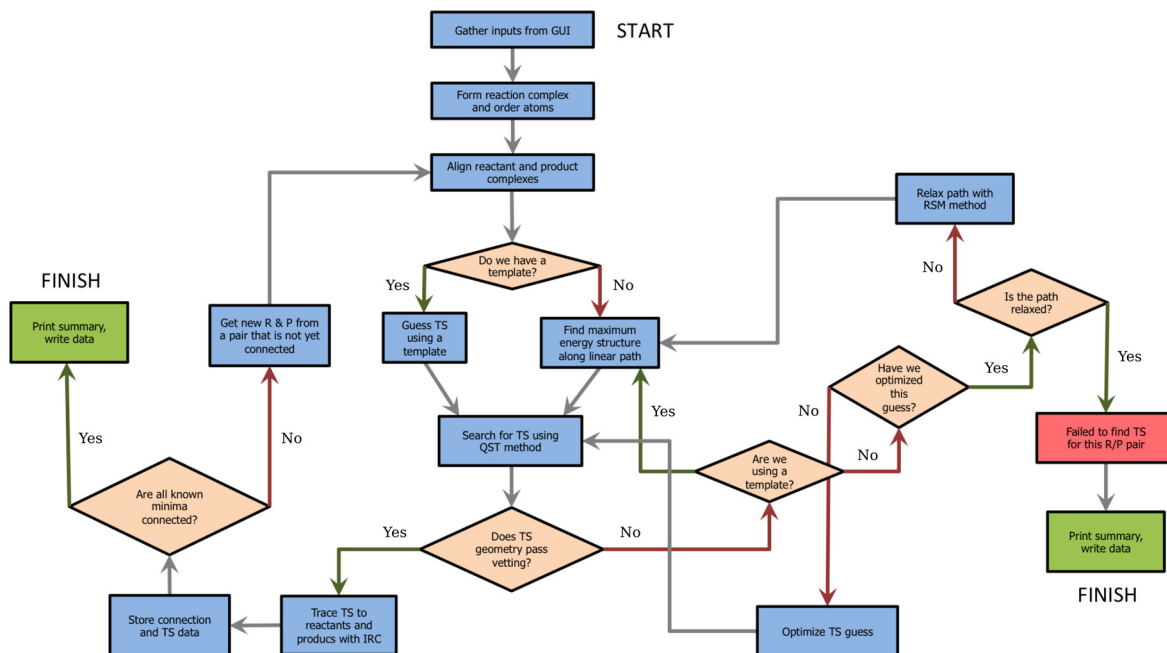 Gather inputs from GUI
START
Form reaction complex
and order atoms
Align reactant and product
complexes
Relax path with
RSM method
Do we have a
template?
Yes
No
No
FINISH
Print summary,
write data
Get new R & P from
a pair that is not yet
connected
Guess TS
using a
template
Find maximum
energy structure
along linear path
Is the path
relaxed?
Yes
Have we
optimized
this
guess?
Yes
No
Yes
Search for TS using
QST method
Failed to find TS
for this R/P pair
Yes
No
Are we
using a
template?
No
Are all known
minima
connected?
Yes
Does TS
geometry pass
vetting?
No
Print summary,
write data
FINISH
Store connection
and TS data
Trace TS to
reactants and
producs with IRC
Optimize TS guess